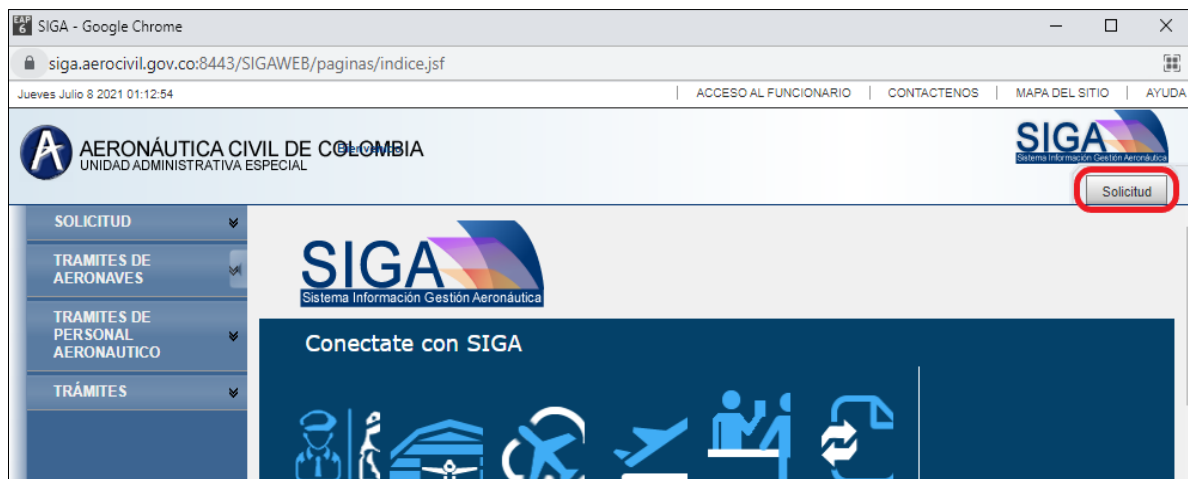 EAP 6 SIGA - Google Chrome
siga.aerocivil.gov.co:8443/SIGAWEB/paginas/indice.jsf
Jueves Julio 8 2021 01:12:54 | ACCESO AL FUNCIONARIO | CONTACTENOS | MAPA DEL SITIO | AYUDA
AERONÁUTICA CIVIL DE COLOMBIA
Bienvenido
UNIDAD ADMINISTRATIVA ESPECIAL
SIGA
Sistema Información Gestión Aeronáutica
Solicitud
SOLICITUD
TRAMITES DE
AERONAVES
TRAMITES DE
PERSONAL
AERONAUTICO
TRÁMITES
SIGA
Sistema Información Gestión Aeronáutica
Conectate con SIGA